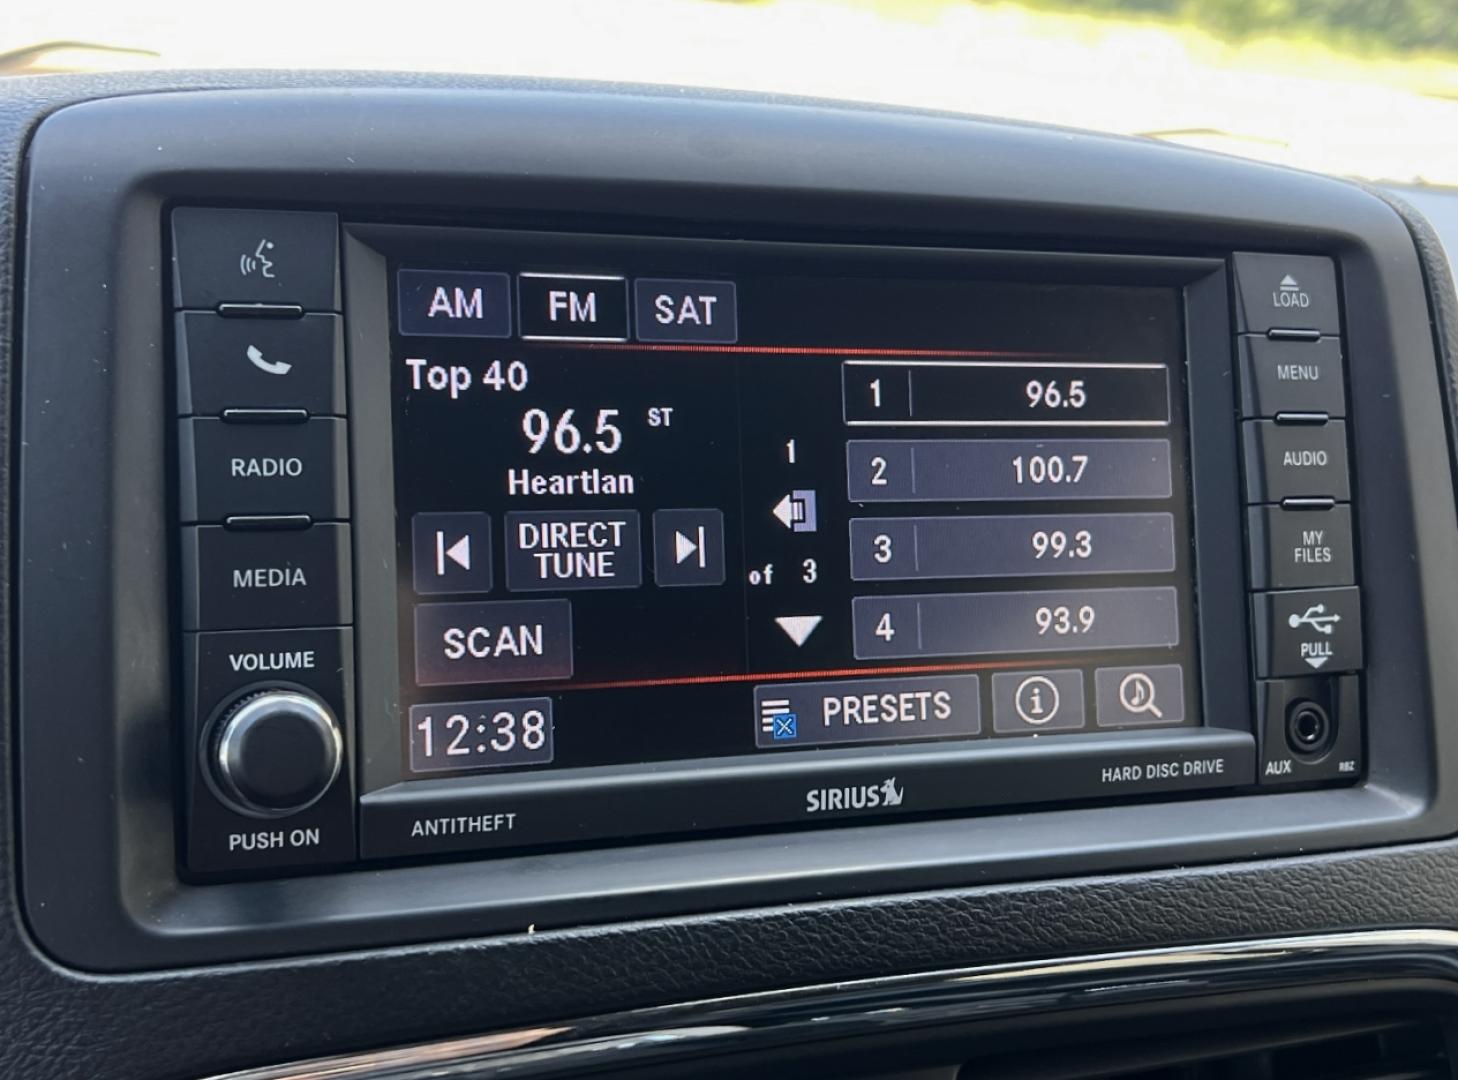 AM FM SAT
Top 40
96.5 ST
Heartlan
DIRECT
TUNE
SCAN
12:38
1
of 3
1 96.5
2 100.7
3 99.3
4 93.9
PRESETS
RADIO
MEDIA
VOLUME
PUSH ON
LOAD
MENU
AUDIO
MY
FILES
PULL
AUX RBZ
ANTITHEFT
SIRIUS
HARD DISC DRIVE